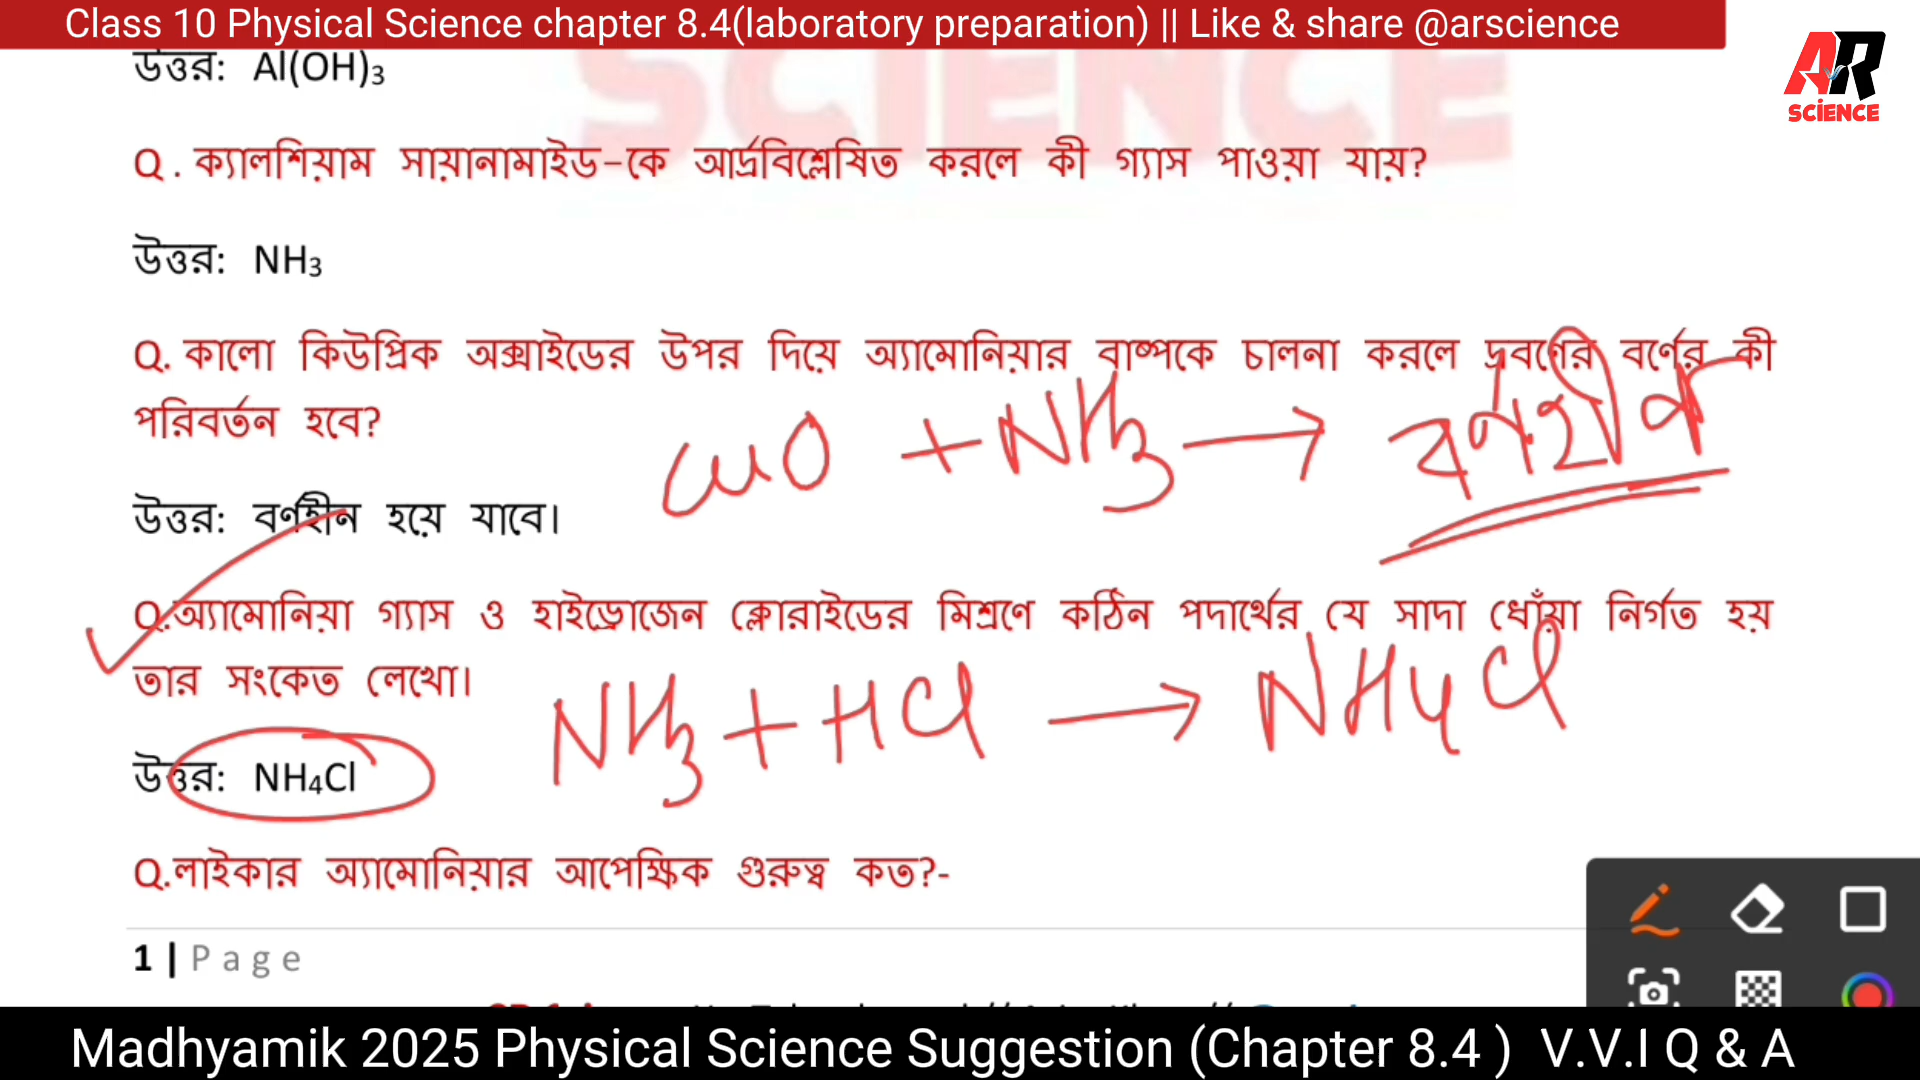 Class 10 Physical Science chapter 8.4(laboratory preparation) || Like & share @arscience
AR
SCIENCE
SCIENCE
উত্তর: Al(OH)₃
Q. ক্যালশিয়াম সায়ানামাইড-কে আর্দ্রবিশ্লেষিত করলে কী গ্যাস পাওয়া যায়?
উত্তর: NH₃
Q. কালো কিউপ্রিক অক্সাইডের উপর দিয়ে অ্যামোনিয়ার বাষ্পকে চালনা করলে দ্রবণের বর্ণের কী
পরিবর্তন হবে?
CuO + NH₃ → বর্ণহীন
উত্তর: বর্ণহীন হয়ে যাবে।
Q.অ্যামোনিয়া গ্যাস ও হাইড্রোজেন ক্লোরাইডের মিশ্রণে কঠিন পদার্থের যে সাদা ধোঁয়া নির্গত হয়
তার সংকেত লেখো।
NH₃ + HCl → NH4Cl
উত্তর: NH₄Cl
Q.লাইকার অ্যামোনিয়ার আপেক্ষিক গুরুত্ব কত?-
1 | Page
Madhyamik 2025 Physical Science Suggestion (Chapter 8.4 ) V.V.I Q & A